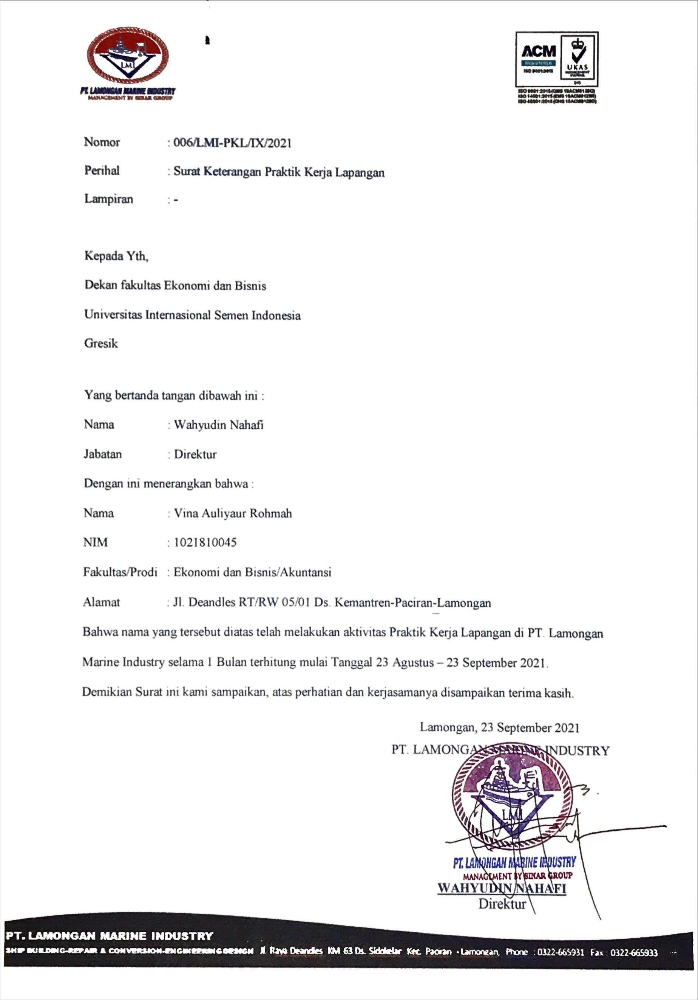 LMI
PT. LAMONGAN MARINE INDUSTRY
MANAGEMENT BY SINAR GROUP
ACM
REGISTERED
ISO 9001:2015
UKAS
MANAGEMENT
SYSTEMS
ISO 9001:2015
ISO 14001:2015
ISO 45001:2018
Nomor : 006/LMI-PKL/IX/2021
Perihal : Surat Keterangan Praktik Kerja Lapangan
Lampiran : -
Kepada Yth,
Dekan fakultas Ekonomi dan Bisnis
Universitas Internasional Semen Indonesia
Gresik
Yang bertanda tangan dibawah ini :
Nama : Wahyudin Nahafi
Jabatan : Direktur
Dengan ini menerangkan bahwa :
Nama : Vina Auliyaur Rohmah
NIM : 1021810045
Fakultas/Prodi : Ekonomi dan Bisnis/Akuntansi
Alamat : Jl. Deandles RT/RW 05/01 Ds. Kemantren-Paciran-Lamongan
Bahwa nama yang tersebut diatas telah melakukan aktivitas Praktik Kerja Lapangan di PT. Lamongan
Marine Industry selama 1 Bulan terhitung mulai Tanggal 23 Agustus – 23 September 2021.
Demikian Surat ini kami sampaikan, atas perhatian dan kerjasamanya disampaikan terima kasih.
Lamongan, 23 September 2021
PT. LAMONGAN MARINE INDUSTRY
LMI
PT. LAMONGAN MARINE INDUSTRY
MANAGEMENT BY SINAR GROUP
WAHYUDIN NAHAFI
Direktur
PT. LAMONGAN MARINE INDUSTRY
SHIP BUILDING-REPAIR & CONVERSION-ENGINEERING DESIGN Jl. Raya Deandles KM 63 Ds. Sidokelar Kec. Paciran - Lamongan, Phone : 0322-665931 Fax : 0322-665933